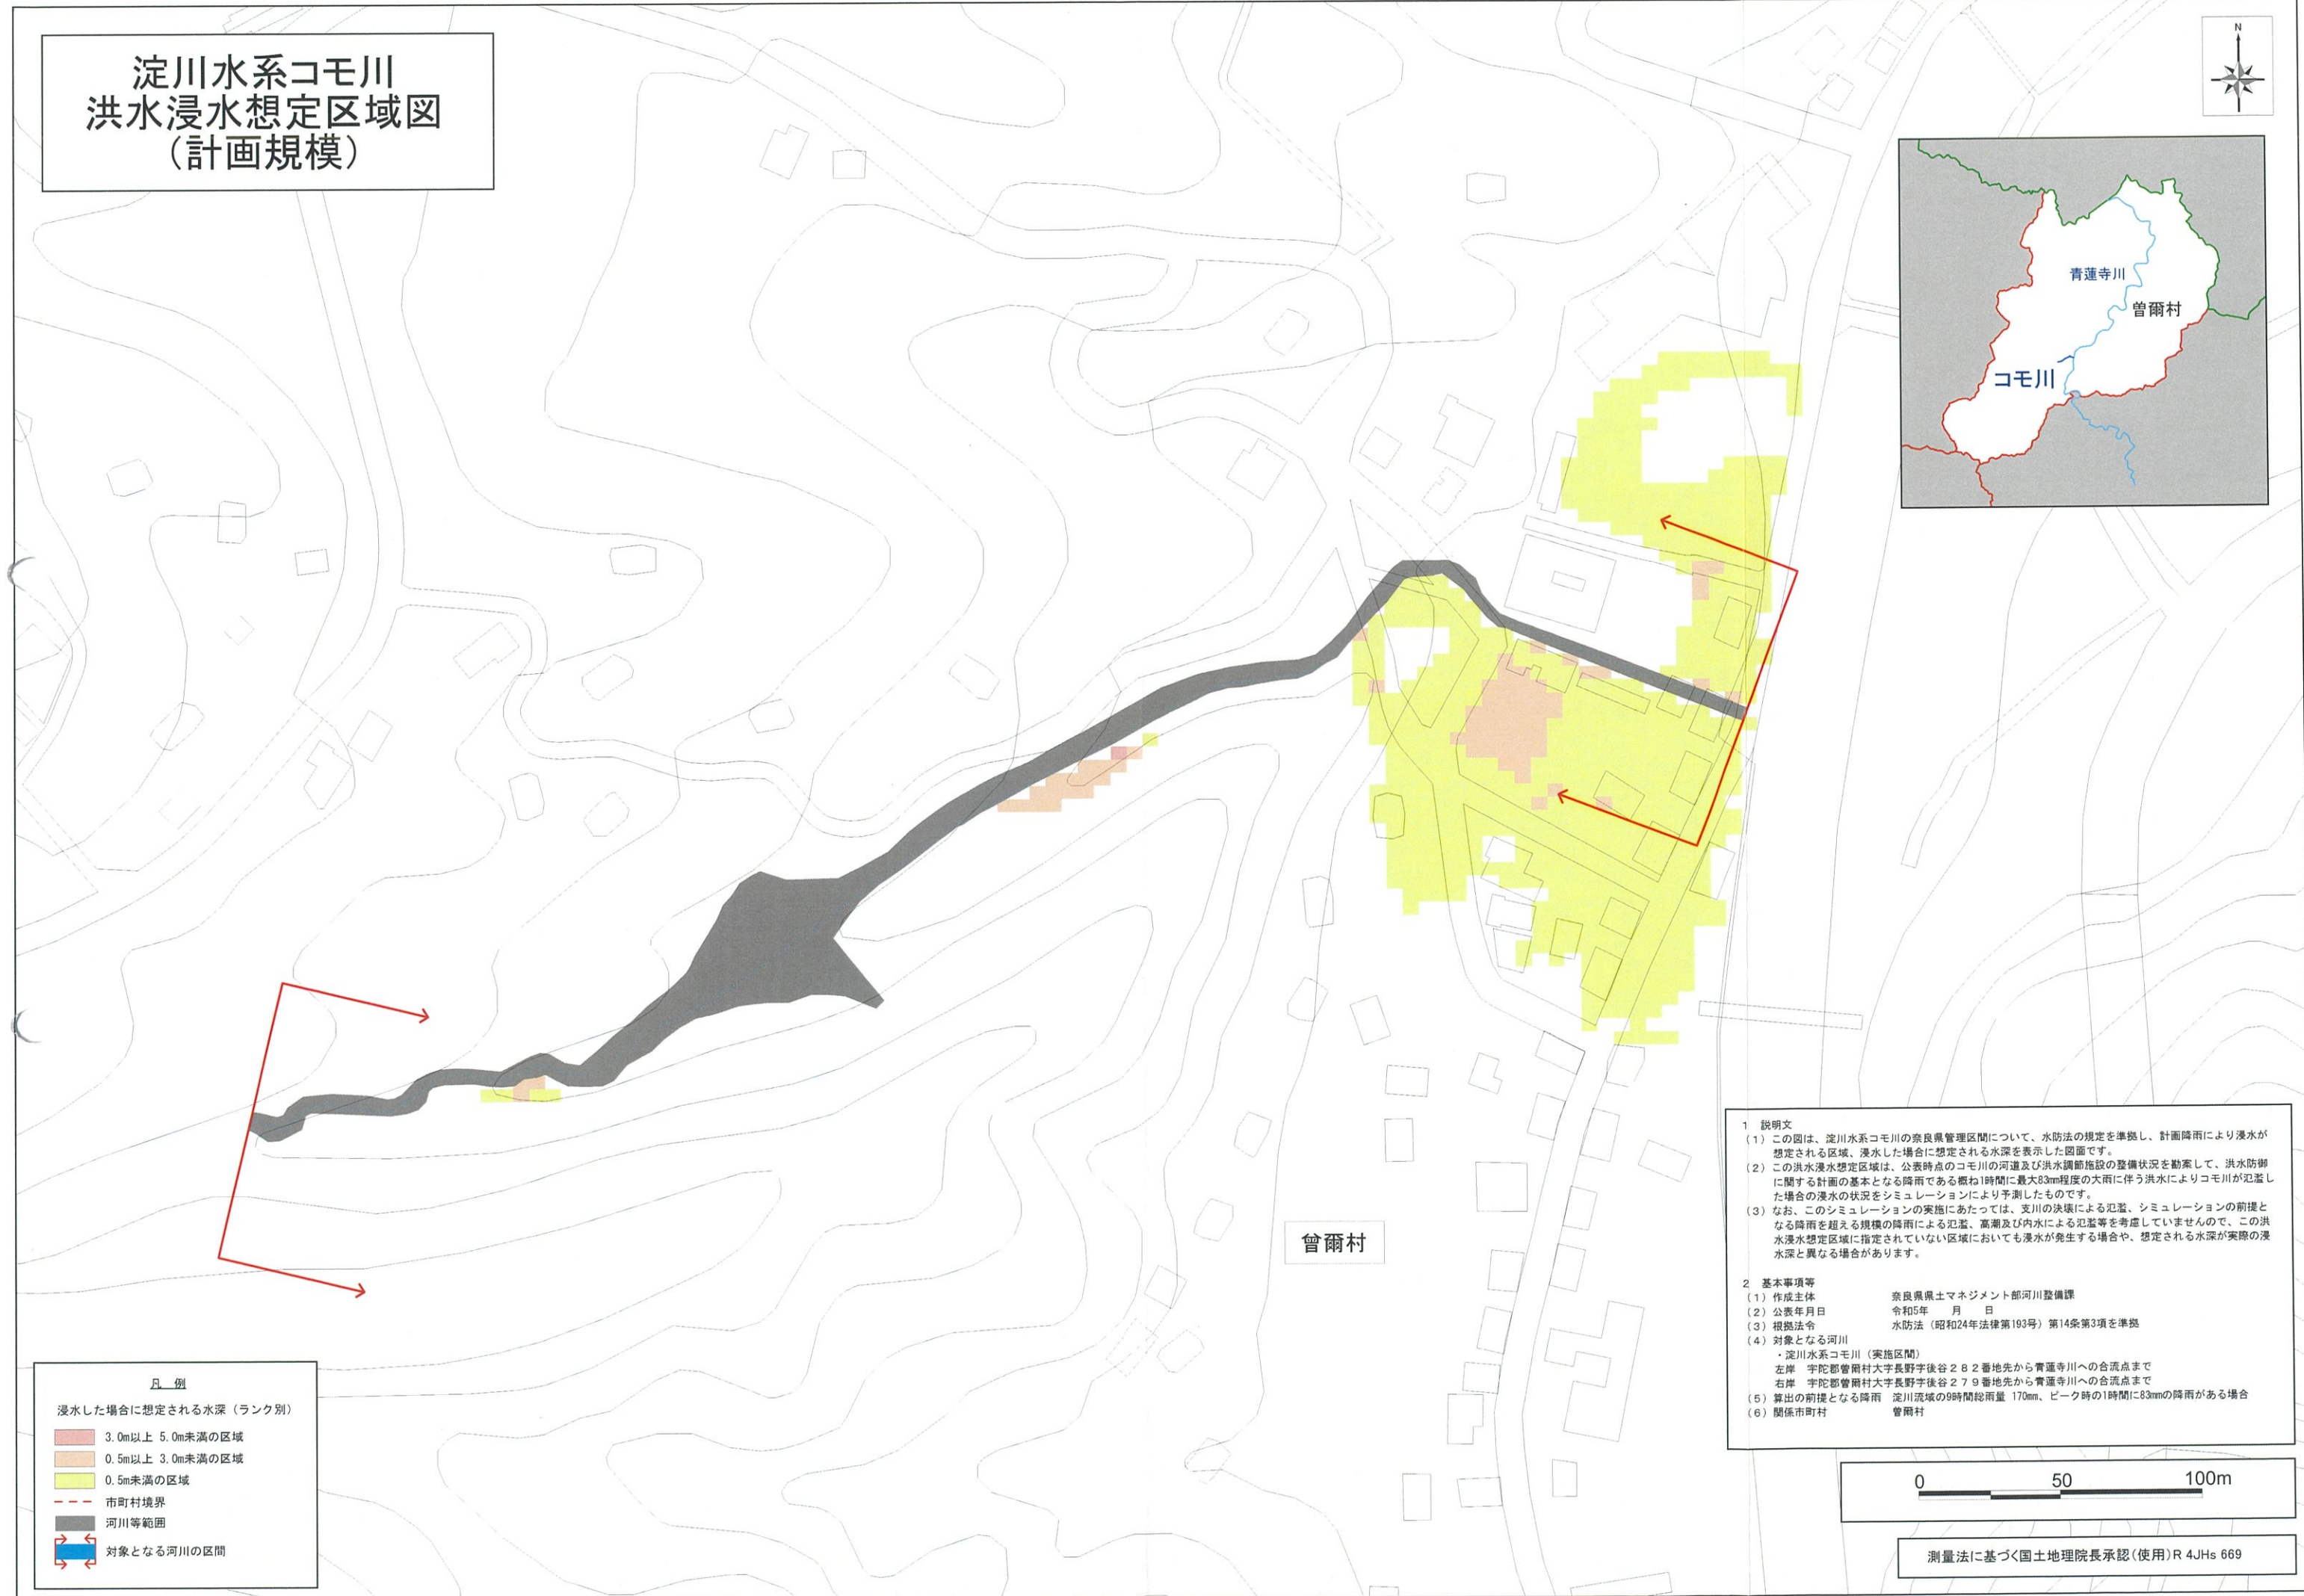 淀川水系コモ川
洪水浸水想定区域図
（計画規模）
N
青蓮寺川
曽爾村
コモ川
曾爾村
1 説明文
（1）この図は、淀川水系コモ川の奈良県管理区間について、水防法の規定を準拠し、計画降雨により浸水が
想定される区域、浸水した場合に想定される水深を表示した図面です。
（2）この洪水浸水想定区域は、公表時点のコモ川の河道及び洪水調節施設の整備状況を勘案して、洪水防御
に関する計画の基本となる降雨である概ね1時間に最大83mm程度の大雨に伴う洪水によりコモ川が氾濫し
た場合の浸水の状況をシミュレーションにより予測したものです。
（3）なお、このシミュレーションの実施にあたっては、支川の決壊による氾濫、シミュレーションの前提と
なる降雨を超える規模の降雨による氾濫、高潮及び内水による氾濫等を考慮していませんので、この洪
水浸水想定区域に指定されていない区域においても浸水が発生する場合や、想定される水深が実際の浸
水深と異なる場合があります。
2 基本事項等
（1）作成主体 奈良県県土マネジメント部河川整備課
（2）公表年月日 令和5年 月 日
（3）根拠法令 水防法（昭和24年法律第193号）第14条第3項を準拠
（4）対象となる河川
・淀川水系コモ川（実施区間）
左岸 宇陀郡曽爾村大字長野字後谷２８２番地先から青蓮寺川への合流点まで
右岸 宇陀郡曽爾村大字長野字後谷２７９番地先から青蓮寺川への合流点まで
（5）算出の前提となる降雨 淀川流域の9時間総雨量 170mm、ピーク時の1時間に83mmの降雨がある場合
（6）関係市町村 曽爾村
凡 例
浸水した場合に想定される水深（ランク別）
3.0m以上 5.0m未満の区域
0.5m以上 3.0m未満の区域
0.5m未満の区域
市町村境界
河川等範囲
対象となる河川の区間
0 50 100m
測量法に基づく国土地理院長承認（使用）R 4JHs 669